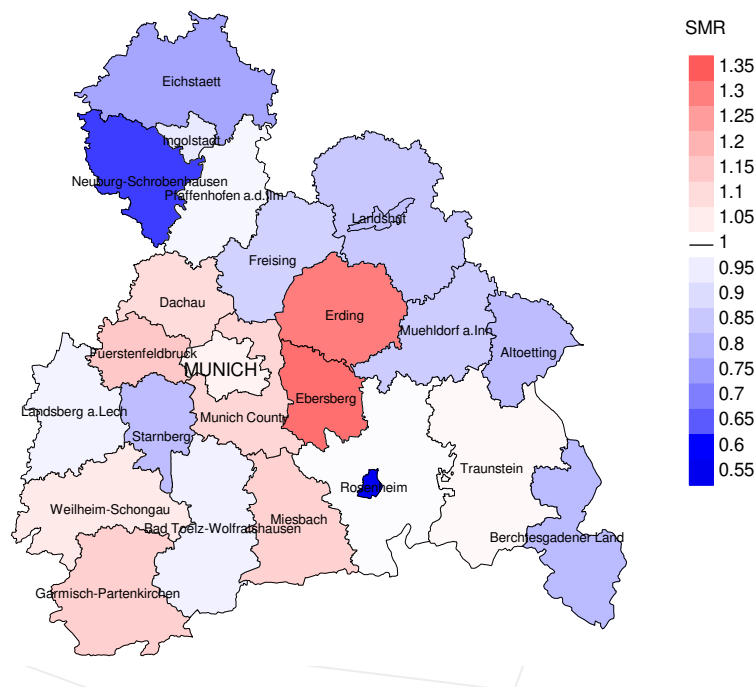 SMR
1.35
1.3
1.25
1.2
1.15
1.1
1.05
1
0.95
0.9
0.85
0.8
0.75
0.7
0.65
0.6
0.55
Eichstaett
Ingolstadt
Neuburg-Schrobenhausen
Pfaffenhofen a.d.Ilm
Landshut
Freising
Dachau
Erding
Muehldorf a.Inn
Altoetting
Fuerstenfeldbruck
MUNICH
Ebersberg
Landsberg a.Lech
Munich County
Starnberg
Traunstein
Rosenheim
Weilheim-Schongau
Miesbach
Bad Toelz-Wolfratshausen
Berchtesgadener Land
Garmisch-Partenkirchen